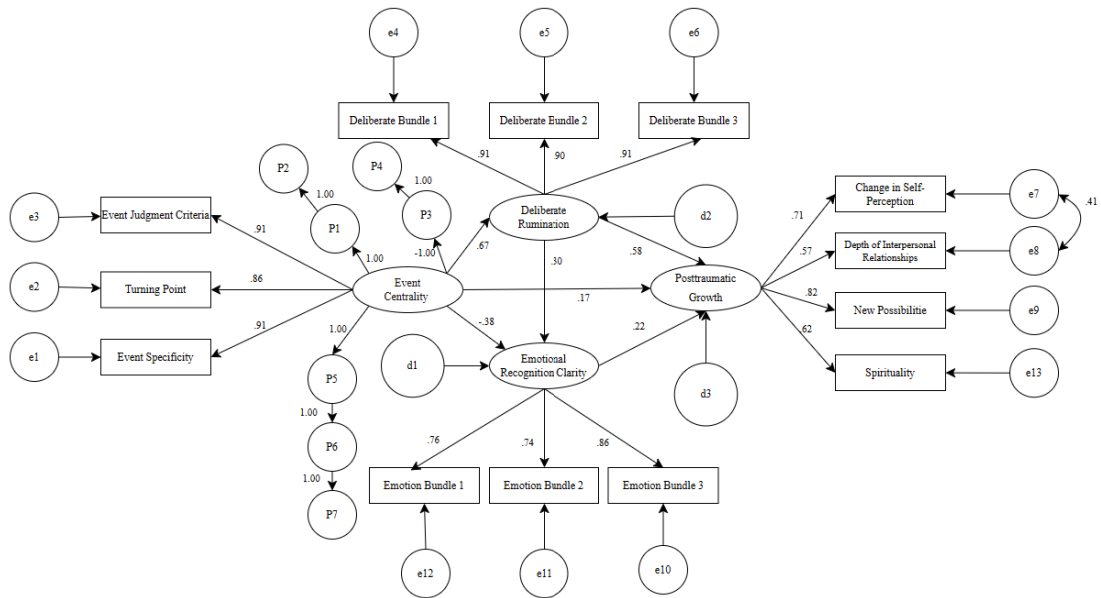 e4
e5
e6
Deliberate Bundle 1
Deliberate Eundle 2
Deliberate Bundle 3
.91
.90
.91
P2
P4
1.00
1.00
P1
P3
1.00
-1.00
e3
Event Judgment Criteria
.91
e2
Turning Point
.86
e1
Event Specificity
.91
Event
Centrality
Deliberate
Rumination
d2
.67
.58
.30
.17
-.38
.22
Posttraumatic
Growth
Change in Self-
Perception
e7
.41
.71
Depth of Interpersonal
Relationships
e8
.57
New Possibilitie
e9
.82
Spirituality
e13
.62
1.00
P5
1.00
P6
1.00
P7
d1
Emotional
Recognition Clarity
d3
.76
.74
.86
Emotion Bundle 1
Emotion Bundle 2
Emotion Bundle 3
e12
e11
e10